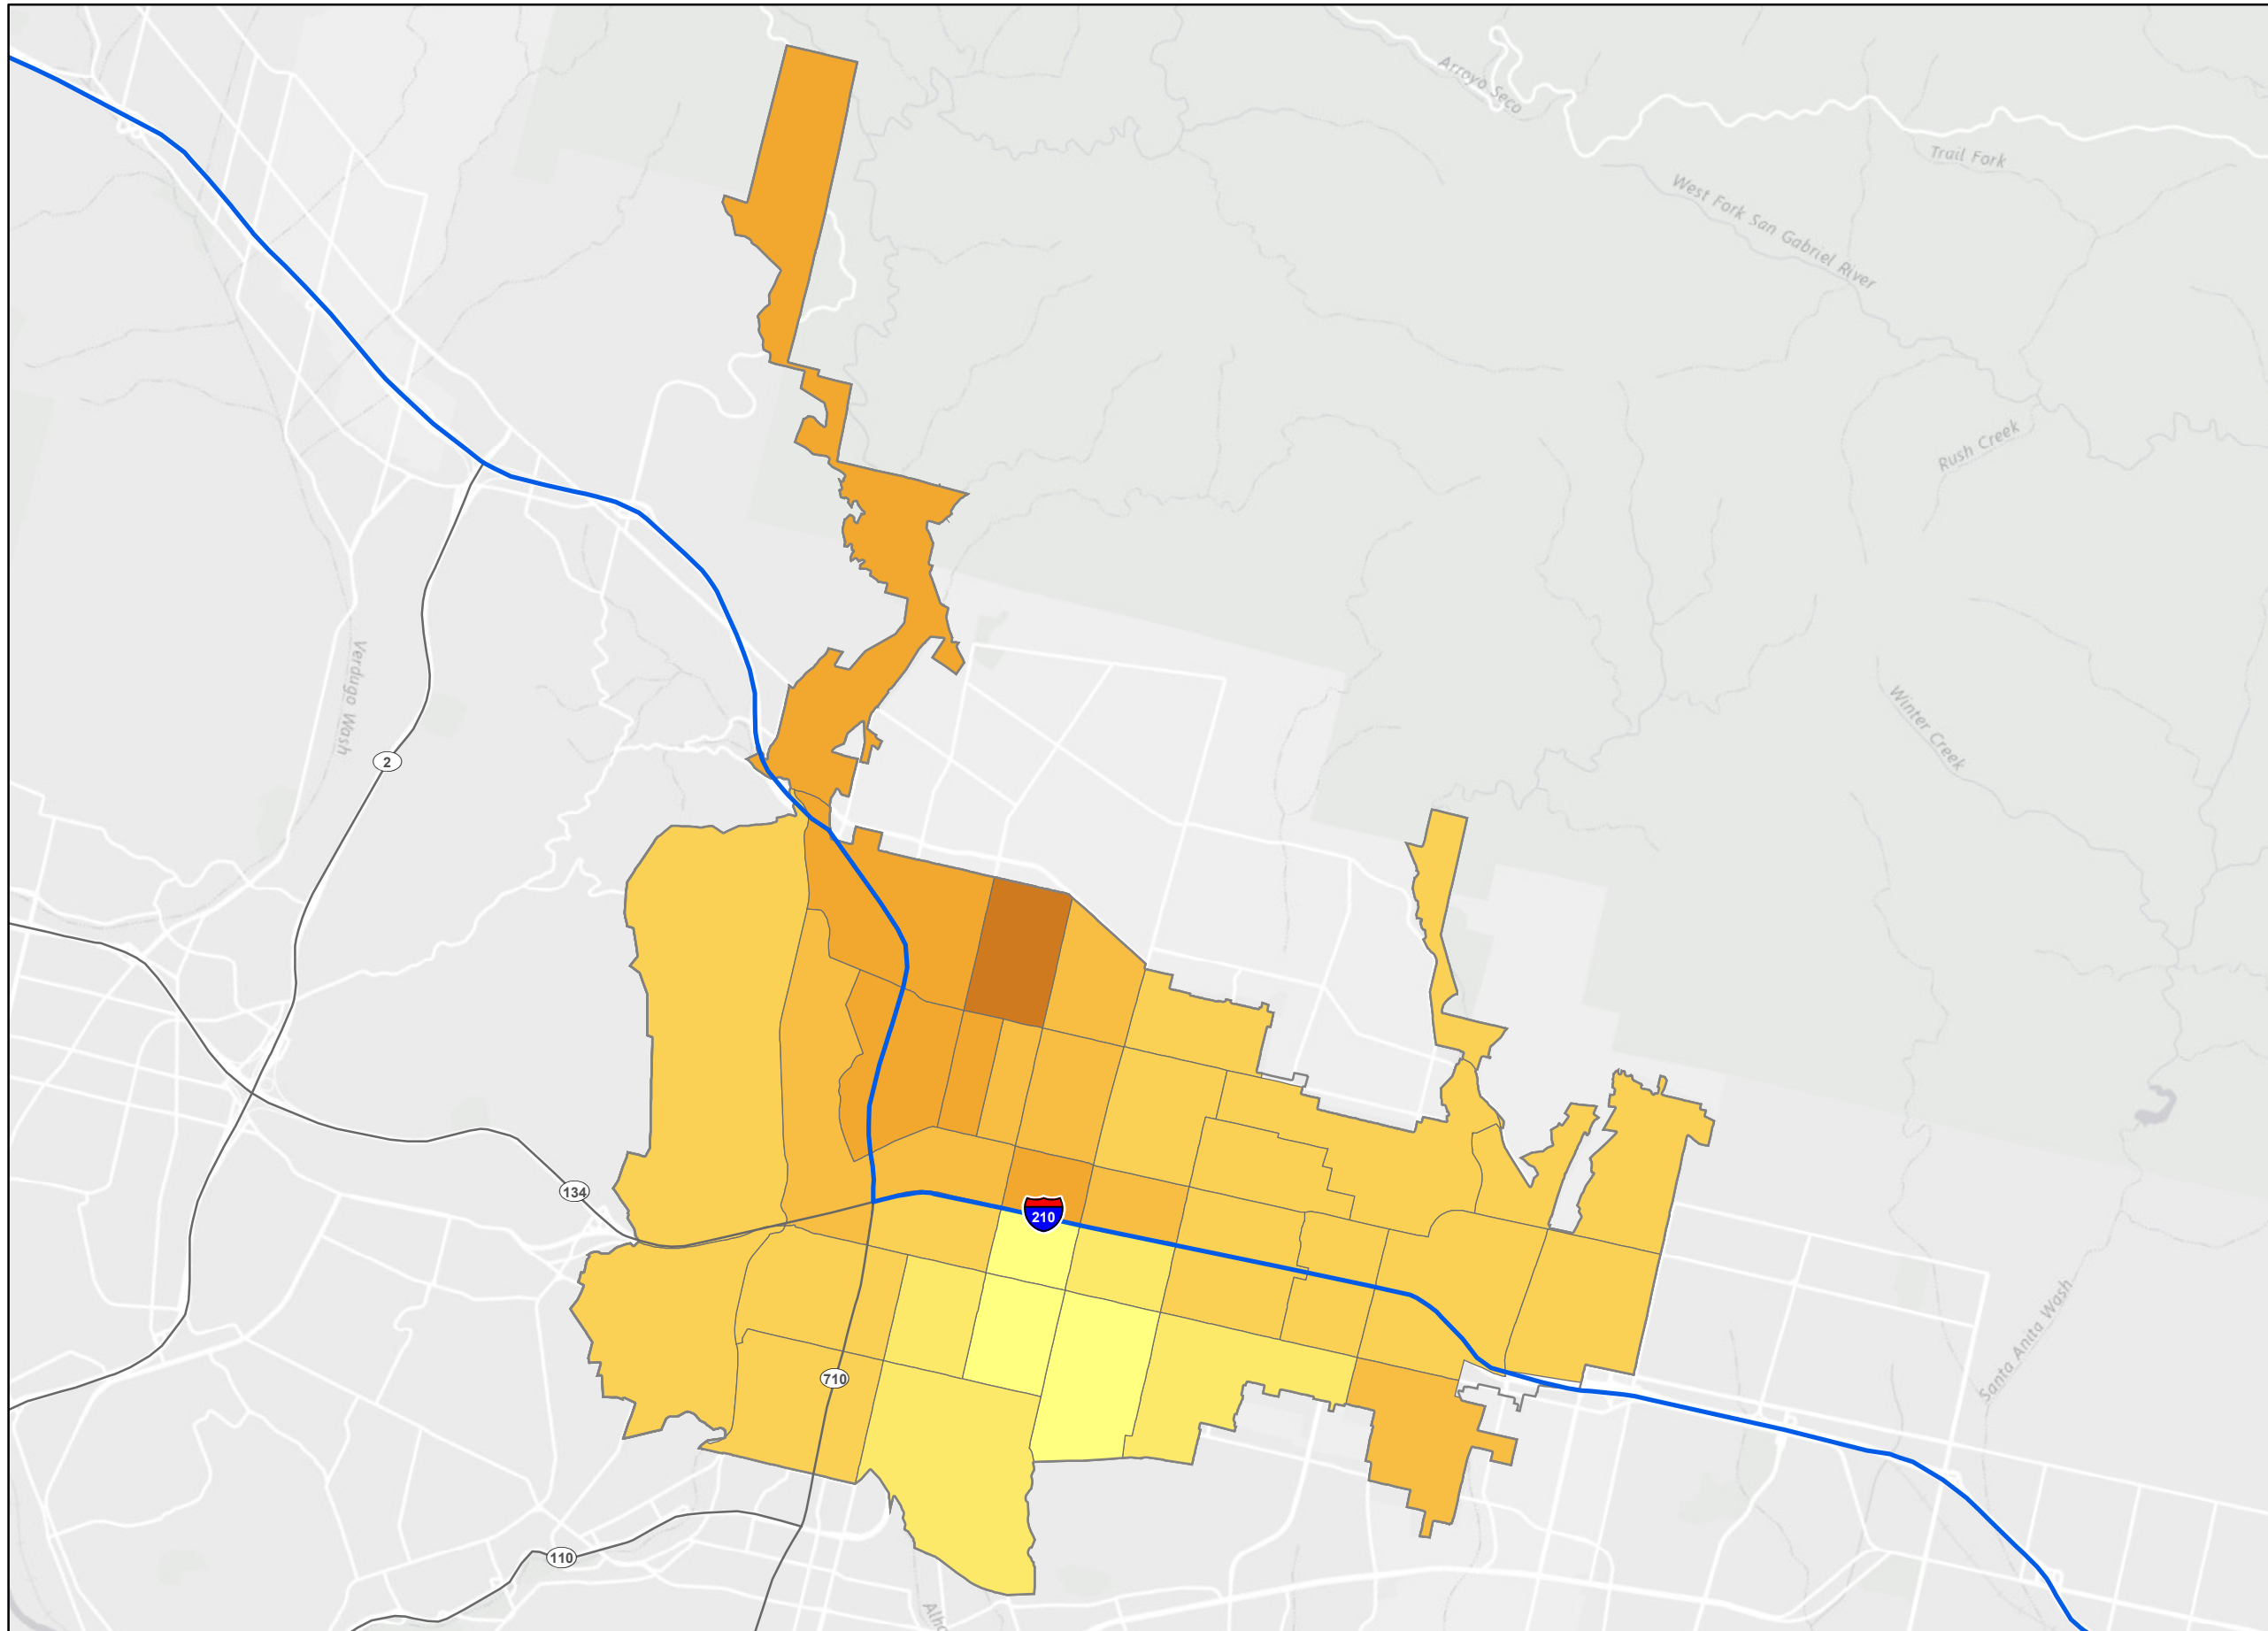 Arroyo Seco
Trail Fork
West Fork San Gabriel River
Rush Creek
Verdugo Wash
Winter Creek
2
134
210
Santa Anita Wash
710
110
Alh